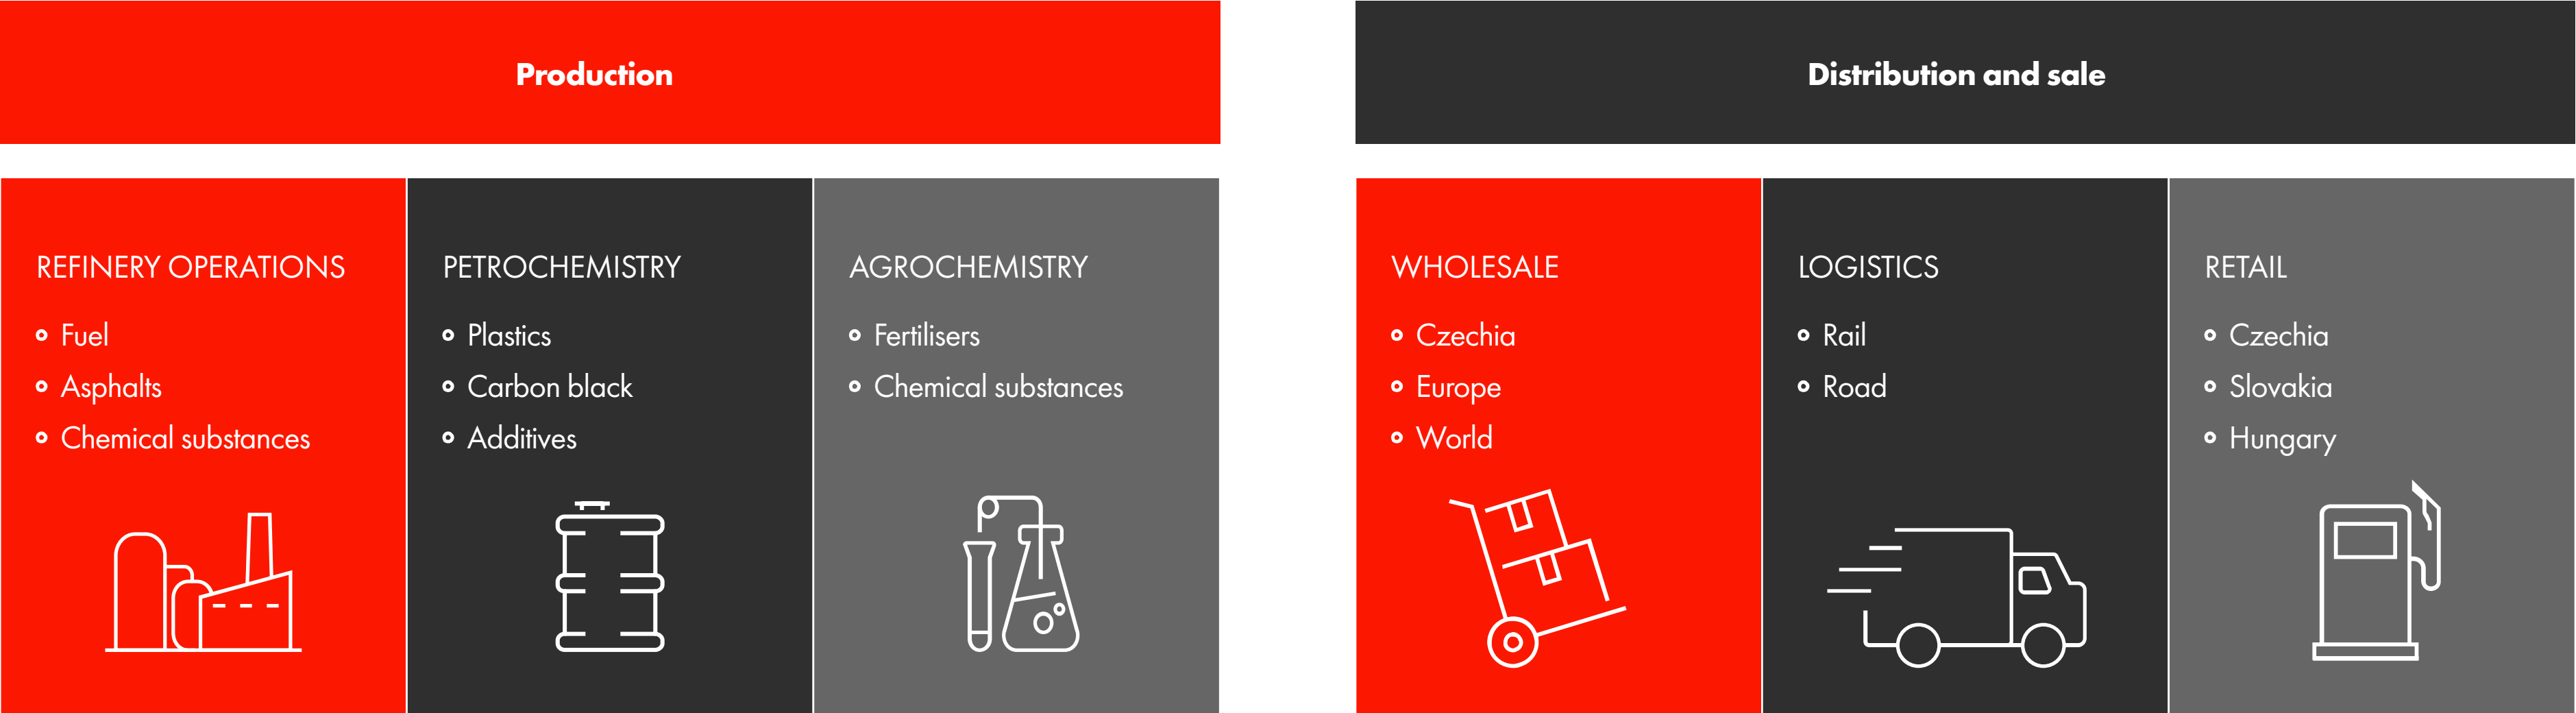 Production
REFINERY OPERATIONS
Fuel
Asphalts
Chemical substances
PETROCHEMISTRY
Plastics
Carbon black
Additives
AGROCHEMISTRY
Fertilisers
Chemical substances
Distribution and sale
WHOLESALE
Czechia
Europe
World
LOGISTICS
Rail
Road
RETAIL
Czechia
Slovakia
Hungary